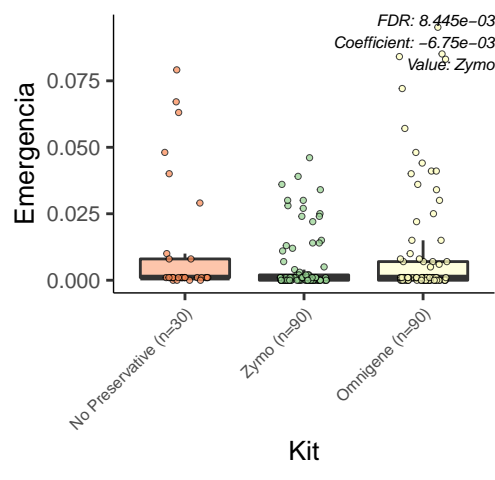 FDR: 8.445e−03
Coefficient: −6.75e−03
Value: Zymo
Emergencia
0.075
0.050
0.025
0.000
No Preservative (n=30)
Zymo (n=90)
Omnigene (n=90)
Kit